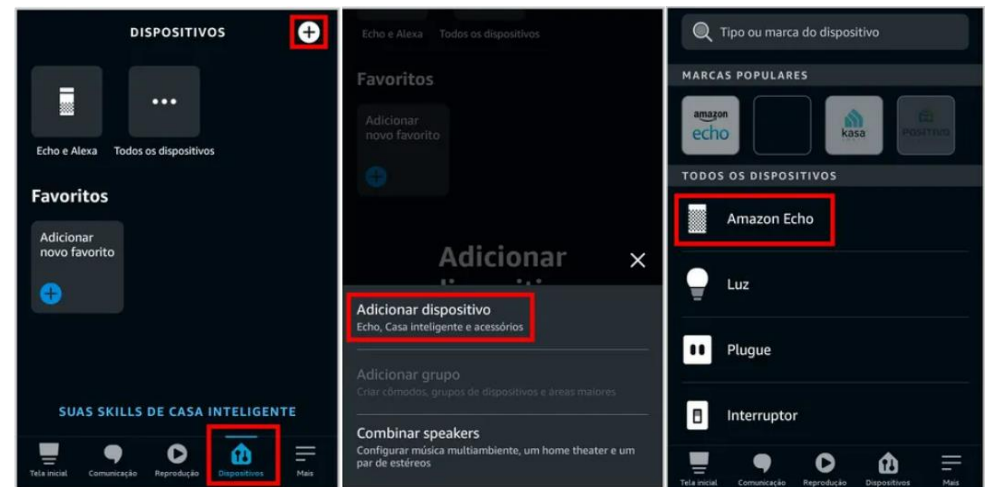 DISPOSITIVOS
Echo e Alexa
Todos os dispositivos
Favoritos
Adicionar
novo favorito
SUAS SKILLS DE CASA INTELIGENTE
Tela inicial
Comunicação
Reprodução
Dispositivos
Mais
Echo e Alexa
Todos os dispositivos
Favoritos
Adicionar
novo favorito
Adicionar
Adicionar dispositivo
Echo, Casa inteligente e acessórios
Adicionar grupo
Criar cômodos, grupos de dispositivos e áreas maiores
Combinar speakers
Configurar música multiambiente, um home theater e um
par de estéreos
Tipo ou marca do dispositivo
MARCAS POPULARES
amazon
echo
kasa
POSITIVO
TODOS OS DISPOSITIVOS
Amazon Echo
Luz
Plugue
Interruptor
Tela inicial
Comunicação
Reprodução
Dispositivos
Mais